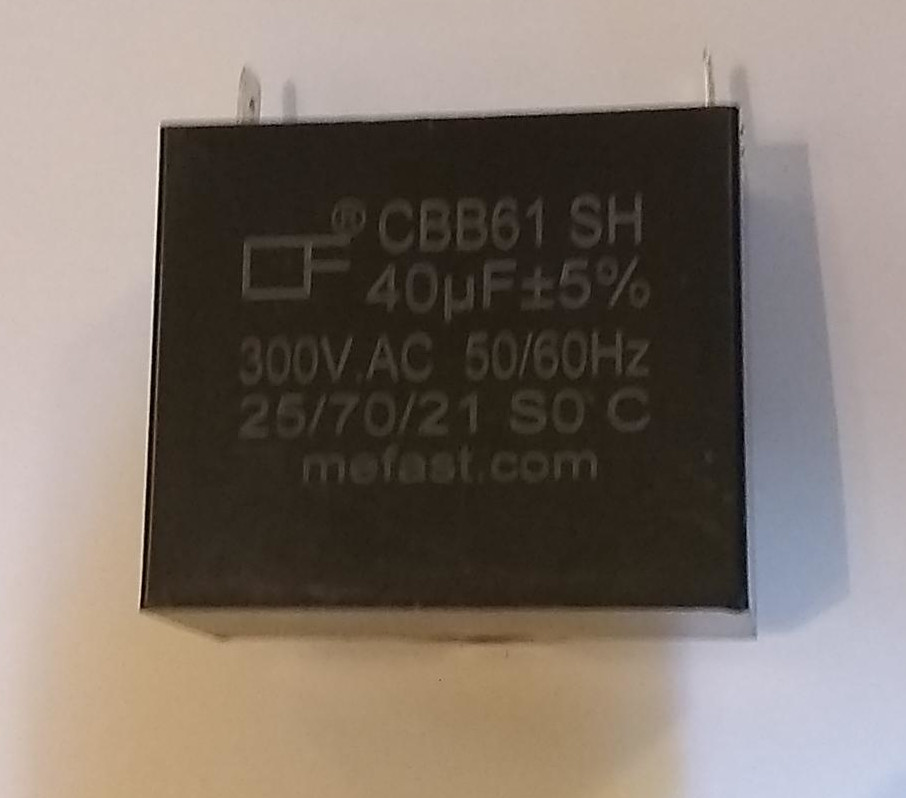 ® CBB61 SH
40µF±5%
300V.AC 50/60Hz
25/70/21 S0°C
mefast.com